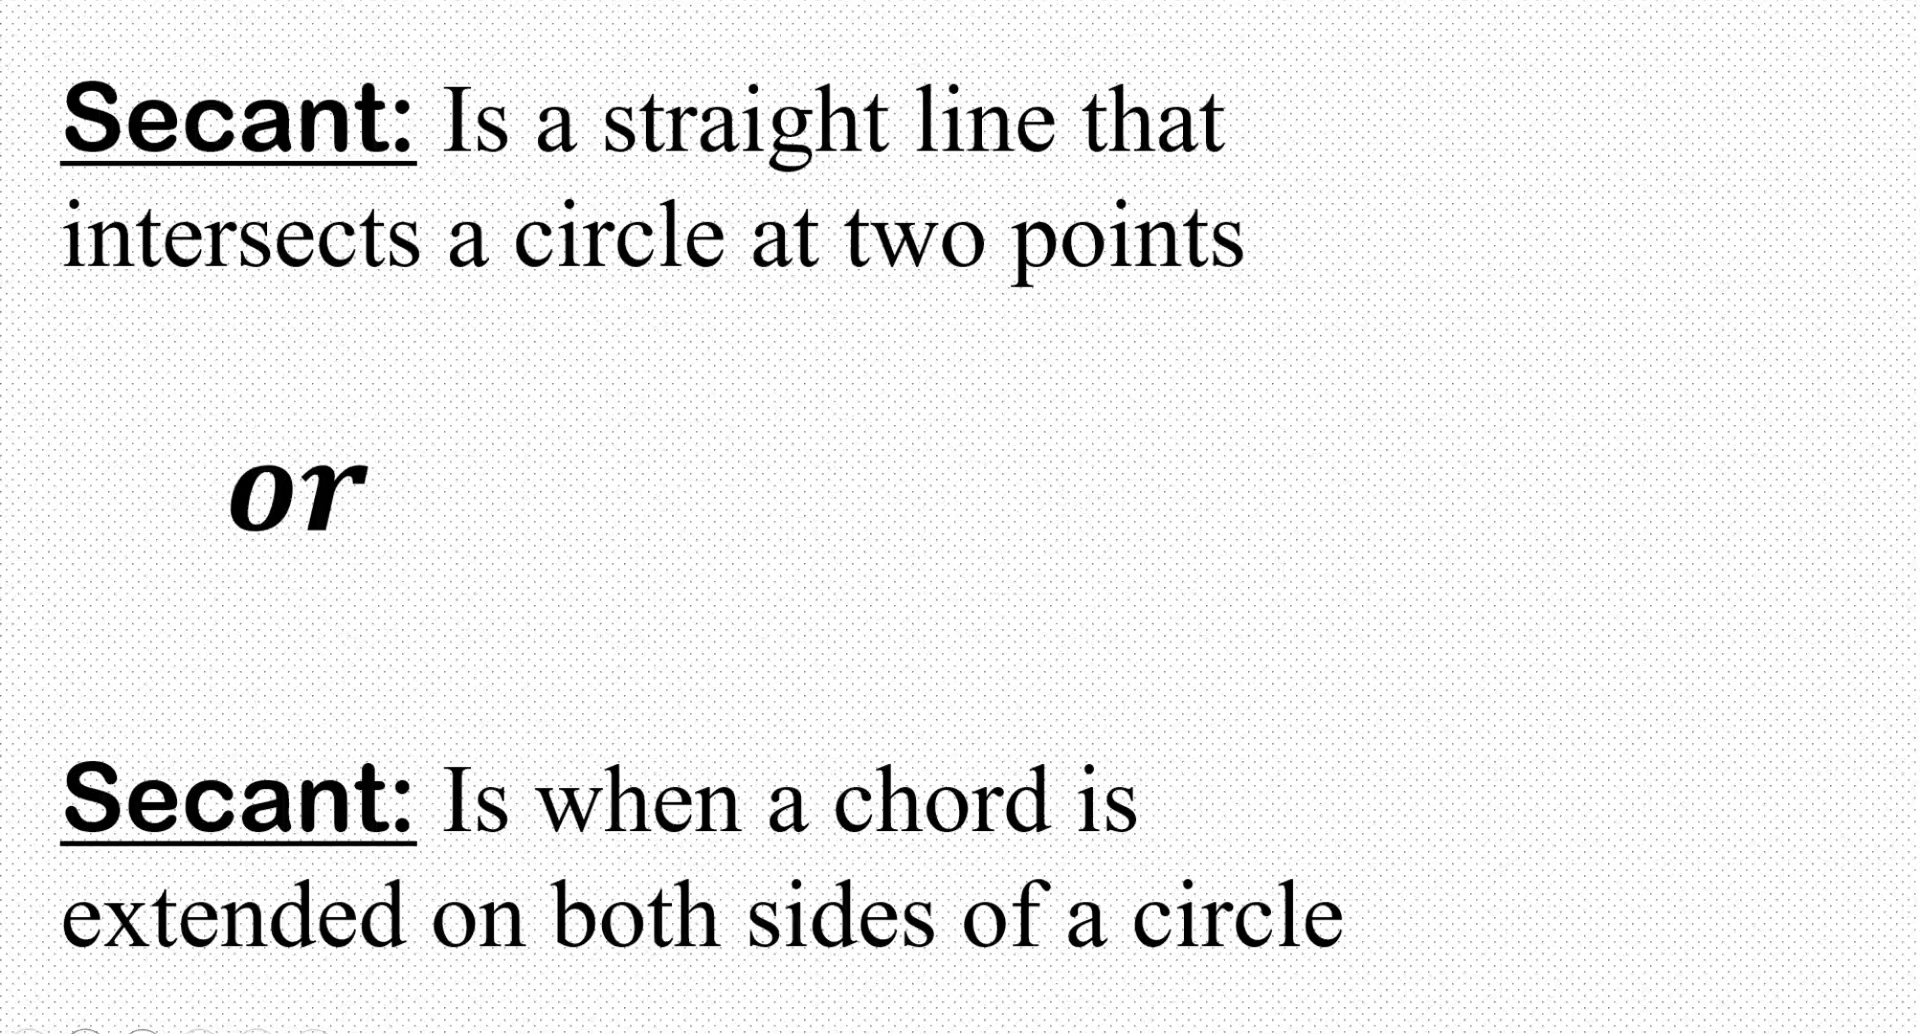 Secant: Is a straight line that
intersects a circle at two points
or
Secant: Is when a chord is
extended on both sides of a circle